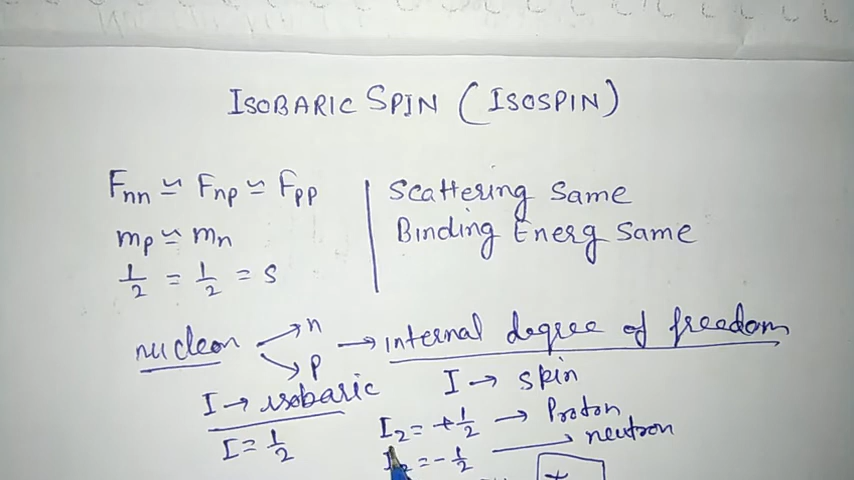 ISOBARIC SPIN (ISOSPIN)
Fnn ≃ Fnp ≃ Fpp | Scattering Same
mp ≃ mn | Binding Energ Same
1/2 = 1/2 = S
nucleon → n
→ p → internal degree of freedom
I → isobaric I → spin
I = 1/2 I2 = +1/2 → Proton
I2 = -1/2 → neutron